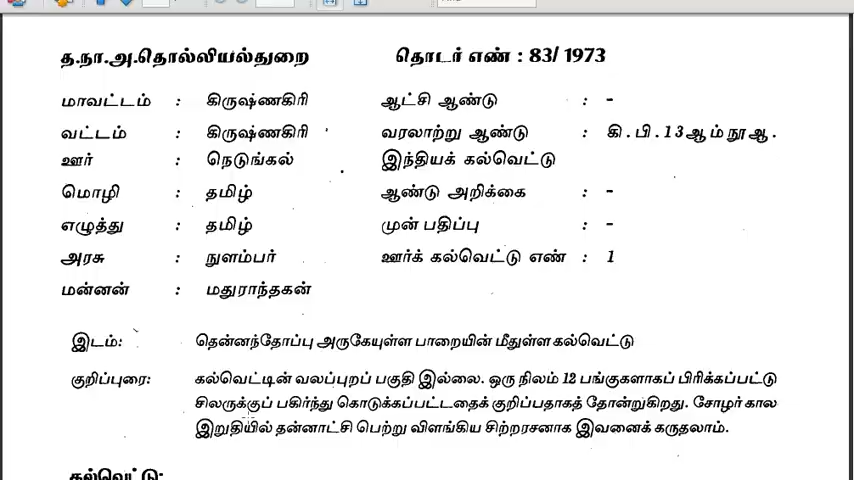 த.நா.அ.தொல்லியல்துறை தொடர் எண் : 83/ 1973
மாவட்டம் : கிருஷ்ணகிரி ஆட்சி ஆண்டு : -
வட்டம் : கிருஷ்ணகிரி வரலாற்று ஆண்டு : கி.பி.13ஆம்நூஆ.
ஊர் : நெடுங்கல் இந்தியக் கல்வெட்டு
மொழி : தமிழ் ஆண்டு அறிக்கை : -
எழுத்து : தமிழ் முன் பதிப்பு : -
அரசு : நுளம்பர் ஊர்க் கல்வெட்டு எண் : 1
மன்னன் : மதுராந்தகன்
இடம்: தென்னந்தோப்பு அருகேயுள்ள பாறையின் மீதுள்ள கல்வெட்டு
குறிப்புரை: கல்வெட்டின் வலப்புறப் பகுதி இல்லை. ஒரு நிலம் 12 பங்குகளாகப் பிரிக்கப்பட்டு
சிலருக்குப் பகிர்ந்து கொடுக்கப்பட்டதைக் குறிப்பதாகத் தோன்றுகிறது. சோழர் கால
இறுதியில் தன்னாட்சி பெற்று விளங்கிய சிற்றரசனாக இவனைக் கருதலாம்.
கல்வெட்டு: